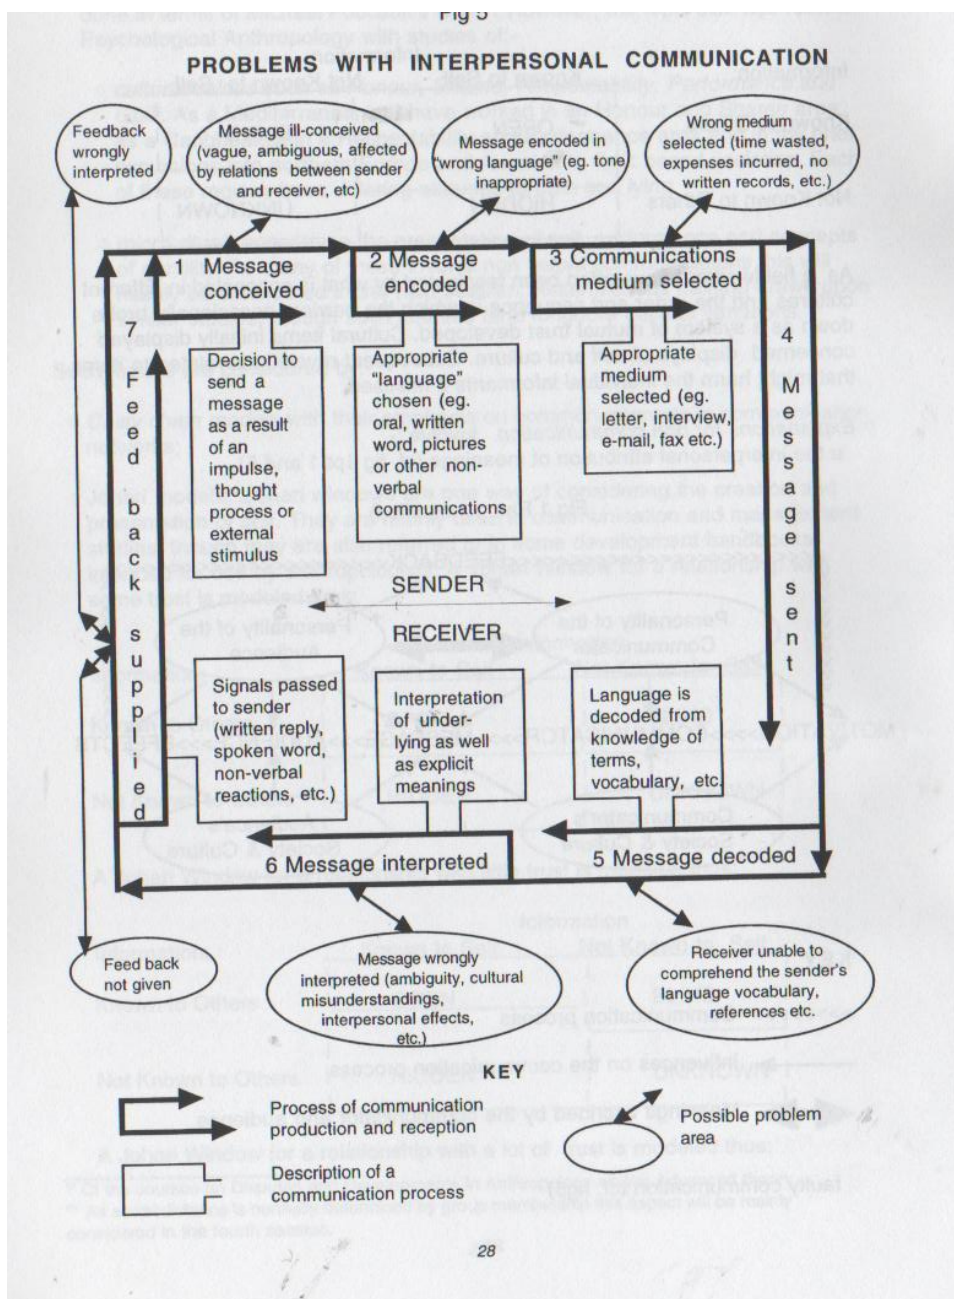 Fig 5
PROBLEMS WITH INTERPERSONAL COMMUNICATION
Feedback
wrongly
interpreted
Message ill-conceived
(vague, ambiguous, affected
by relations between sender
and receiver, etc)
Message encoded in
"wrong language" (eg. tone
inappropriate)
Wrong medium
selected (time wasted,
expenses incurred, no
written records, etc.)
1 Message
conceived
2 Message
encoded
3 Communications
medium selected
Decision to
send a
message
as a result
of an
impulse,
thought
process or
external
stimulus
Appropriate
"language"
chosen (eg.
oral, written
word, pictures
or other non-
verbal
communications
Appropriate
medium
selected (eg.
letter, interview,
e-mail, fax etc.)
4 Message sent
SENDER
RECEIVER
7 Feed back supplied
Signals passed
to sender
(written reply,
spoken word,
non-verbal
reactions, etc.)
Interpretation
of under-
lying as well
as explicit
meanings
Language is
decoded from
knowledge of
terms,
vocabulary, etc.
6 Message interpreted
5 Message decoded
Feed back
not given
Message wrongly
interpreted (ambiguity, cultural
misunderstandings,
interpersonal effects,
etc.)
Receiver unable to
comprehend the sender's
language vocabulary,
references etc.
KEY
Process of communication
production and reception
Possible problem
area
Description of a
communication process
28